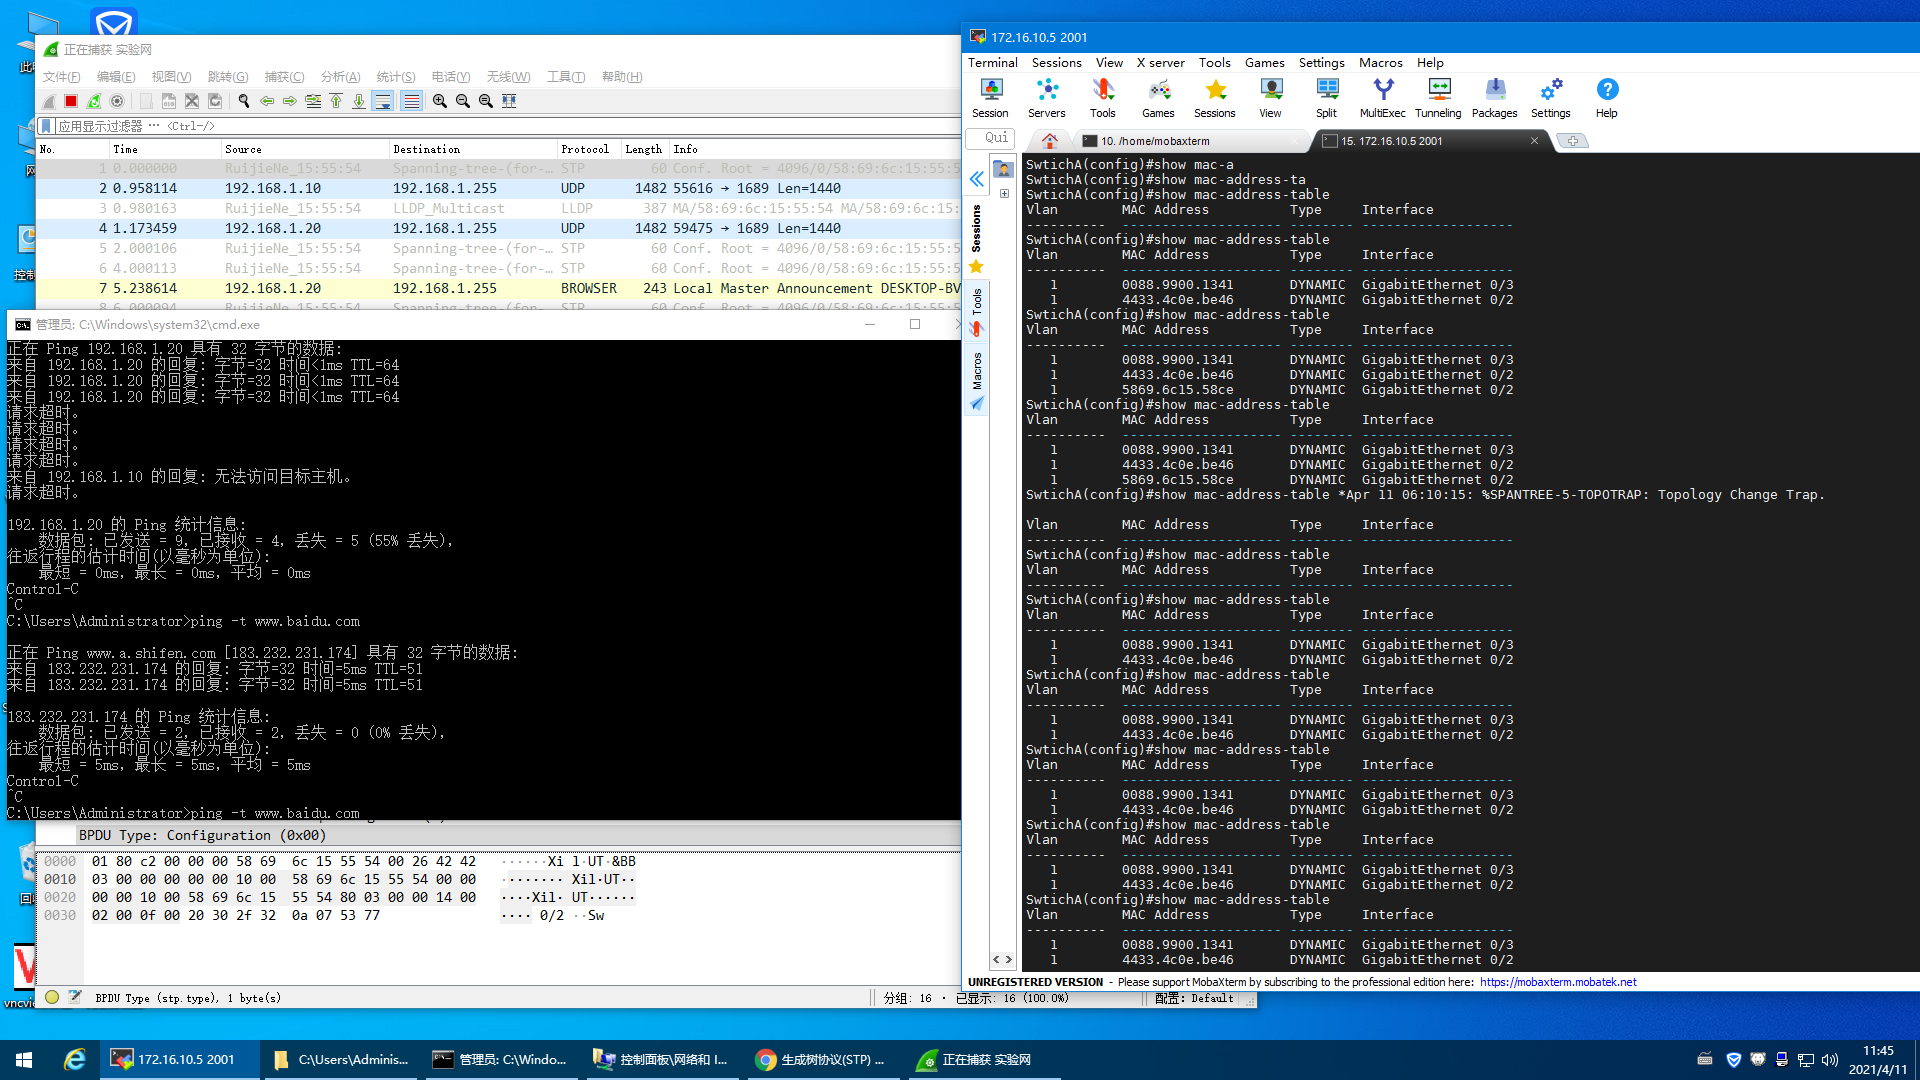 正在捕获 实验网
文件(F) 编辑(E) 视图(V) 跳转(G) 捕获(C) 分析(A) 统计(S) 电话(Y) 无线(W) 工具(T) 帮助(H)
应用显示过滤器 … <Ctrl-/>
No. Time Source Destination Protocol Length Info
1 0.000000 RuijieNe_15:55:54 Spanning-tree-(for-… STP 60 Conf. Root = 4096/0/58:69:6c:15:55:5
2 0.958114 192.168.1.10 192.168.1.255 UDP 1482 55616 → 1689 Len=1440
3 0.980163 RuijieNe_15:55:54 LLDP_Multicast LLDP 387 MA/58:69:6c:15:55:54 MA/58:69:6c:15:
4 1.173459 192.168.1.20 192.168.1.255 UDP 1482 59475 → 1689 Len=1440
5 2.000106 RuijieNe_15:55:54 Spanning-tree-(for-… STP 60 Conf. Root = 4096/0/58:69:6c:15:55:5
6 4.000113 RuijieNe_15:55:54 Spanning-tree-(for-… STP 60 Conf. Root = 4096/0/58:69:6c:15:55:5
7 5.238614 192.168.1.20 192.168.1.255 BROWSER 243 Local Master Announcement DESKTOP-BV
8 6.000094 RuijieNe_15:55:54 Spanning-tree-(for-… STP 60 Conf. Root = 4096/0/58:69:6c:15:55:5
管理员: C:\Windows\system32\cmd.exe
正在 Ping 192.168.1.20 具有 32 字节的数据:
来自 192.168.1.20 的回复: 字节=32 时间<1ms TTL=64
来自 192.168.1.20 的回复: 字节=32 时间<1ms TTL=64
来自 192.168.1.20 的回复: 字节=32 时间<1ms TTL=64
请求超时。
请求超时。
请求超时。
请求超时。
来自 192.168.1.10 的回复: 无法访问目标主机。
请求超时。
192.168.1.20 的 Ping 统计信息:
数据包: 已发送 = 9, 已接收 = 4, 丢失 = 5 (55% 丢失),
往返行程的估计时间(以毫秒为单位):
最短 = 0ms, 最长 = 0ms, 平均 = 0ms
Control-C
^C
C:\Users\Administrator>ping -t www.baidu.com
正在 Ping www.a.shifen.com [183.232.231.174] 具有 32 字节的数据:
来自 183.232.231.174 的回复: 字节=32 时间=5ms TTL=51
来自 183.232.231.174 的回复: 字节=32 时间=5ms TTL=51
183.232.231.174 的 Ping 统计信息:
数据包: 已发送 = 2, 已接收 = 2, 丢失 = 0 (0% 丢失),
往返行程的估计时间(以毫秒为单位):
最短 = 5ms, 最长 = 5ms, 平均 = 5ms
Control-C
^C
C:\Users\Administrator>ping -t www.baidu.com
BPDU Type: Configuration (0x00)
0000 01 80 c2 00 00 00 58 69 6c 15 55 54 00 26 42 42 ······Xi l·UT·&BB
0010 03 00 00 00 00 00 10 00 58 69 6c 15 55 54 00 00 ········ Xil·UT··
0020 00 00 10 00 58 69 6c 15 55 54 80 03 00 00 14 00 ····Xil· UT······
0030 02 00 0f 00 20 30 2f 32 0a 07 53 77 ···· 0/2 ··Sw
BPDU Type (stp.type), 1 byte(s)
分组: 16 · 已显示: 16 (100.0%)
配置: Default
172.16.10.5 2001
Terminal Sessions View X server Tools Games Settings Macros Help
Session Servers Tools Games Sessions View Split MultiExec Tunneling Packages Settings Help
Qui
10. /home/mobaxterm
15. 172.16.10.5 2001
Sessions
Tools
Macros
SwtichA(config)#show mac-a
SwtichA(config)#show mac-address-ta
SwtichA(config)#show mac-address-table
Vlan MAC Address Type Interface
---------- -------------------- -------- -------------------
SwtichA(config)#show mac-address-table
Vlan MAC Address Type Interface
---------- -------------------- -------- -------------------
1 0088.9900.1341 DYNAMIC GigabitEthernet 0/3
1 4433.4c0e.be46 DYNAMIC GigabitEthernet 0/2
SwtichA(config)#show mac-address-table
Vlan MAC Address Type Interface
---------- -------------------- -------- -------------------
1 0088.9900.1341 DYNAMIC GigabitEthernet 0/3
1 4433.4c0e.be46 DYNAMIC GigabitEthernet 0/2
1 5869.6c15.58ce DYNAMIC GigabitEthernet 0/2
SwtichA(config)#show mac-address-table
Vlan MAC Address Type Interface
---------- -------------------- -------- -------------------
1 0088.9900.1341 DYNAMIC GigabitEthernet 0/3
1 4433.4c0e.be46 DYNAMIC GigabitEthernet 0/2
1 5869.6c15.58ce DYNAMIC GigabitEthernet 0/2
SwtichA(config)#show mac-address-table *Apr 11 06:10:15: %SPANTREE-5-TOPOTRAP: Topology Change Trap.
Vlan MAC Address Type Interface
---------- -------------------- -------- -------------------
SwtichA(config)#show mac-address-table
Vlan MAC Address Type Interface
---------- -------------------- -------- -------------------
SwtichA(config)#show mac-address-table
Vlan MAC Address Type Interface
---------- -------------------- -------- -------------------
1 0088.9900.1341 DYNAMIC GigabitEthernet 0/3
1 4433.4c0e.be46 DYNAMIC GigabitEthernet 0/2
SwtichA(config)#show mac-address-table
Vlan MAC Address Type Interface
---------- -------------------- -------- -------------------
1 0088.9900.1341 DYNAMIC GigabitEthernet 0/3
1 4433.4c0e.be46 DYNAMIC GigabitEthernet 0/2
SwtichA(config)#show mac-address-table
Vlan MAC Address Type Interface
---------- -------------------- -------- -------------------
1 0088.9900.1341 DYNAMIC GigabitEthernet 0/3
1 4433.4c0e.be46 DYNAMIC GigabitEthernet 0/2
SwtichA(config)#show mac-address-table
Vlan MAC Address Type Interface
---------- -------------------- -------- -------------------
1 0088.9900.1341 DYNAMIC GigabitEthernet 0/3
1 4433.4c0e.be46 DYNAMIC GigabitEthernet 0/2
SwtichA(config)#show mac-address-table
Vlan MAC Address Type Interface
---------- -------------------- -------- -------------------
1 0088.9900.1341 DYNAMIC GigabitEthernet 0/3
1 4433.4c0e.be46 DYNAMIC GigabitEthernet 0/2
UNREGISTERED VERSION - Please support MobaXterm by subscribing to the professional edition here: https://mobaxterm.mobatek.net
控制
vncvie
172.16.10.5 2001
C:\Users\Adminis...
管理员: C:\Windo...
控制面板\网络和 I...
生成树协议(STP) ...
正在捕获 实验网
11:45
2021/4/11